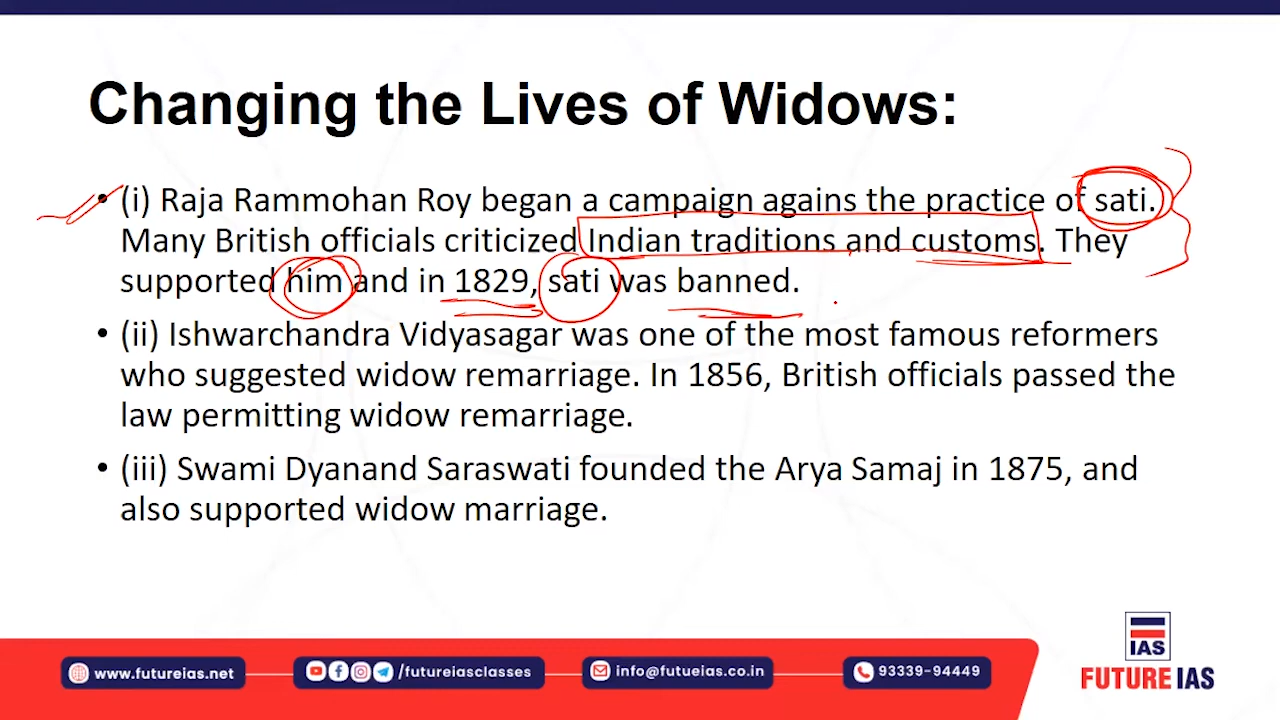 Changing the Lives of Widows:
• (i) Raja Rammohan Roy began a campaign agains the practice of sati.
Many British officials criticized Indian traditions and customs. They
supported him and in 1829, sati was banned.
• (ii) Ishwarchandra Vidyasagar was one of the most famous reformers
who suggested widow remarriage. In 1856, British officials passed the
law permitting widow remarriage.
• (iii) Swami Dyanand Saraswati founded the Arya Samaj in 1875, and
also supported widow marriage.
www.futureias.net
/futureiasclasses
info@futueias.co.in
93339-94449
IAS
FUTURE IAS